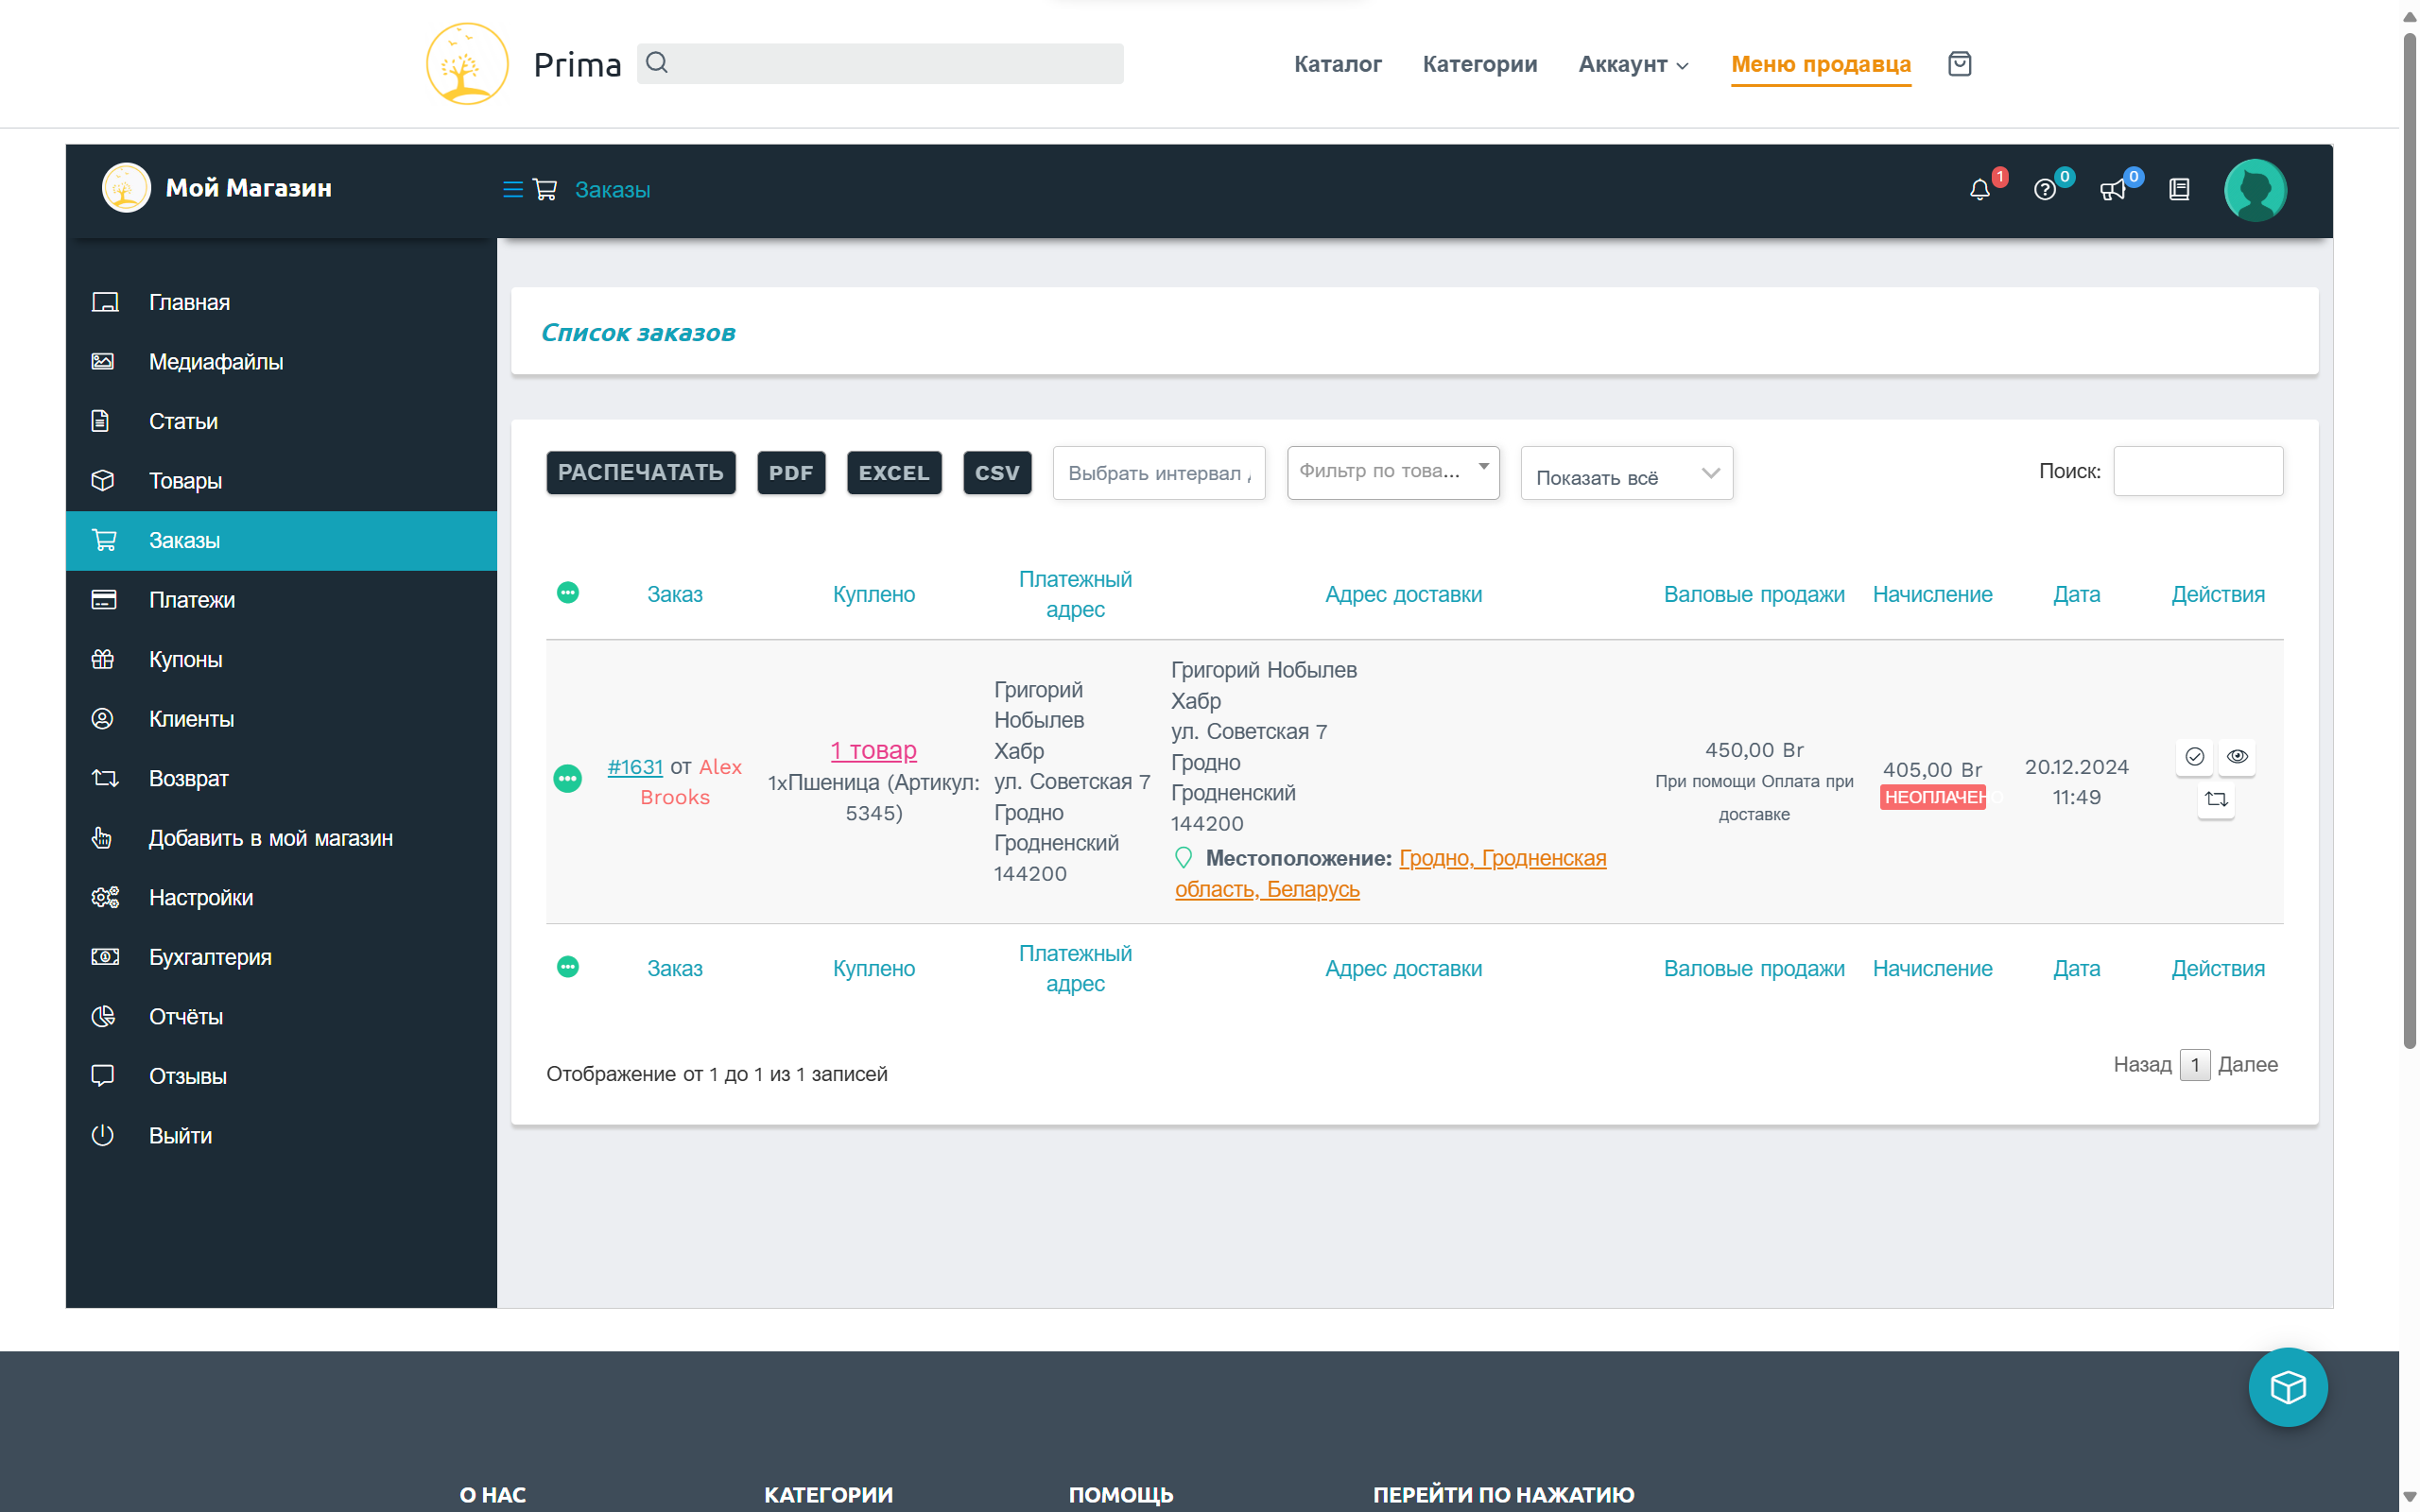 Prima
Каталог
Категории
Аккаунт
Меню продавца
Мой Магазин
Заказы
1
0
0
Главная
Медиафайлы
Статьи
Товары
Заказы
Платежи
Купоны
Клиенты
Возврат
Добавить в мой магазин
Настройки
Бухгалтерия
Отчёты
Отзывы
Выйти
Список заказов
РАСПЕЧАТАТЬ
PDF
EXCEL
CSV
Выбрать интервал
Фильтр по това...
Показать всё
Поиск:
Заказ
Куплено
Платежный
адрес
Адрес доставки
Валовые продажи
Начисление
Дата
Действия
#1631 от Alex
Brooks
1 товар
1xПшеница (Артикул:
5345)
Григорий
Нобылев
Хабр
ул. Советская 7
Гродно
Гродненский
144200
Григорий Нобылев
Хабр
ул. Советская 7
Гродно
Гродненский
144200
Местоположение: Гродно, Гродненская
область, Беларусь
450,00 Br
При помощи Оплата при
доставке
405,00 Br
НЕОПЛАЧЕНО
20.12.2024
11:49
Заказ
Куплено
Платежный
адрес
Адрес доставки
Валовые продажи
Начисление
Дата
Действия
Отображение от 1 до 1 из 1 записей
Назад 1 Далее
О НАС
КАТЕГОРИИ
ПОМОЩЬ
ПЕРЕЙТИ ПО НАЖАТИЮ